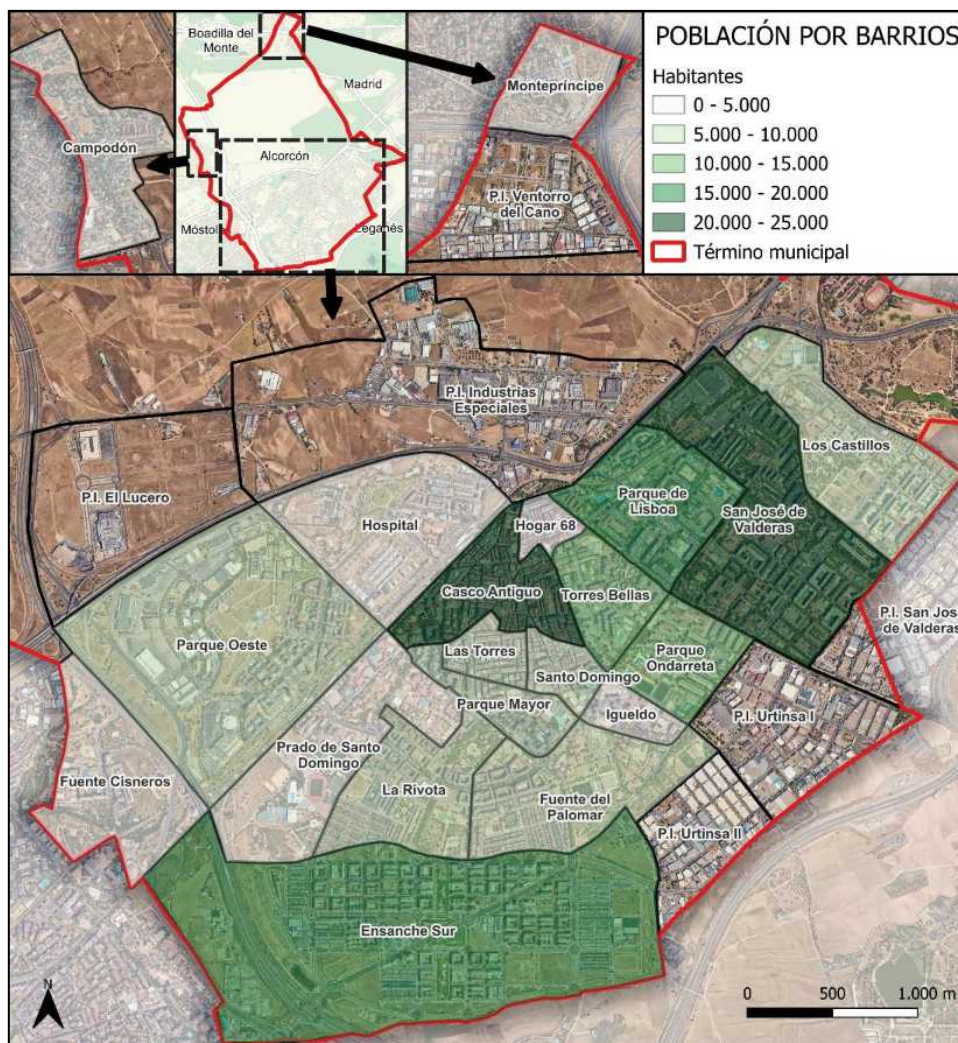 Boadilla del
Monte
Madrid
Alcorcón
Móstol
Leganés
Campodón
Montepríncipe
P.I. Ventorro
del Cano
POBLACIÓN POR BARRIOS
Habitantes
0 - 5.000
5.000 - 10.000
10.000 - 15.000
15.000 - 20.000
20.000 - 25.000
Término municipal
P.I. Industrias
Especiales
P.I. El Lucero
Los Castillos
Parque de
Lisboa
San José de
Valderas
Hospital
Hogar 68
Casco Antiguo
Torres Bellas
P.I. San Jos
de Valderas
Parque Oeste
Las Torres
Parque
Ondarreta
Santo Domingo
Parque Mayor
Igueldo
P.I. Urtinsa I
Prado de Santo
Domingo
Fuente Cisneros
La Rivota
Fuente del
Palomar
P.I. Urtinsa II
Ensanche Sur
N
0 500 1.000 m